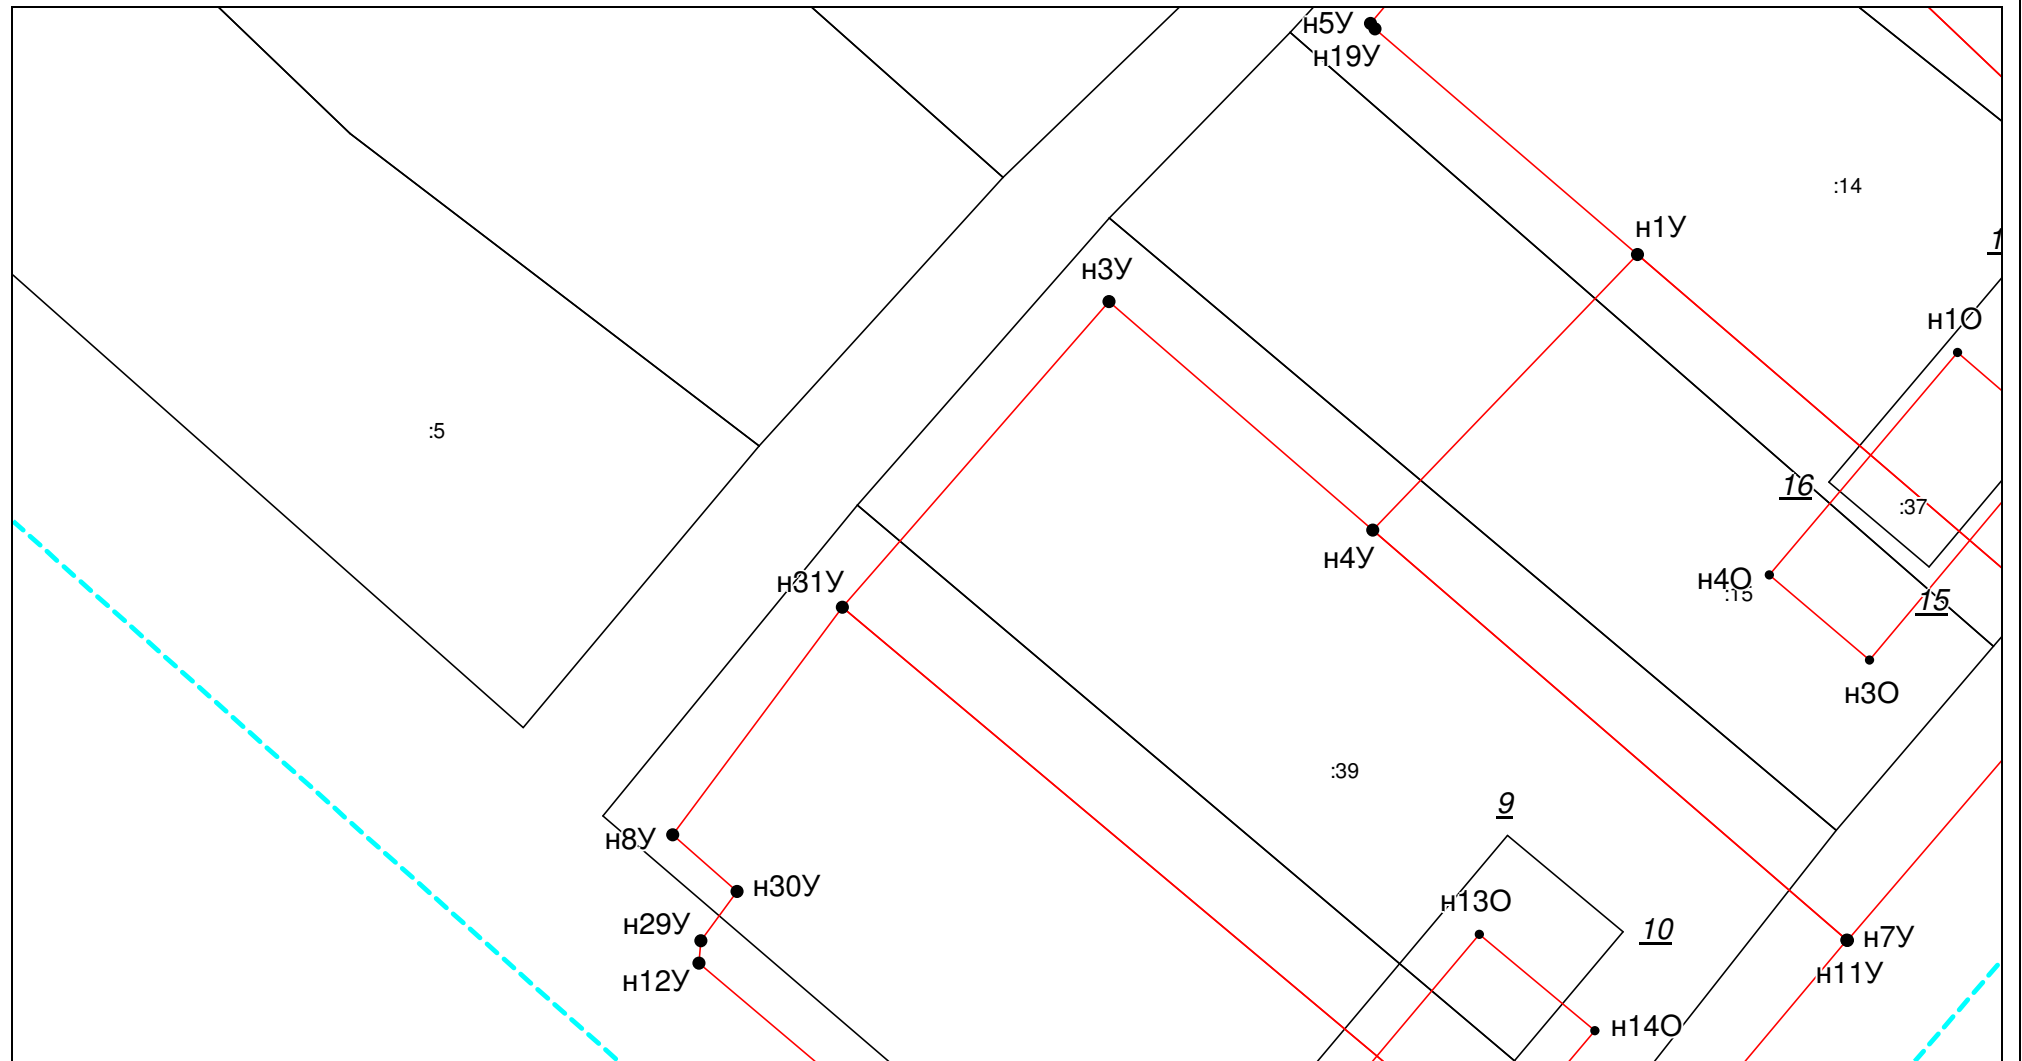 н5У
н19У
:14
н1У
1
н3У
н1О
:5
16
:37
н4У
н31У
н4О
:15
15
н3О
:39
9
н8У
н30У
н13О
н29У
10
н7У
н12У
н11У
н14О